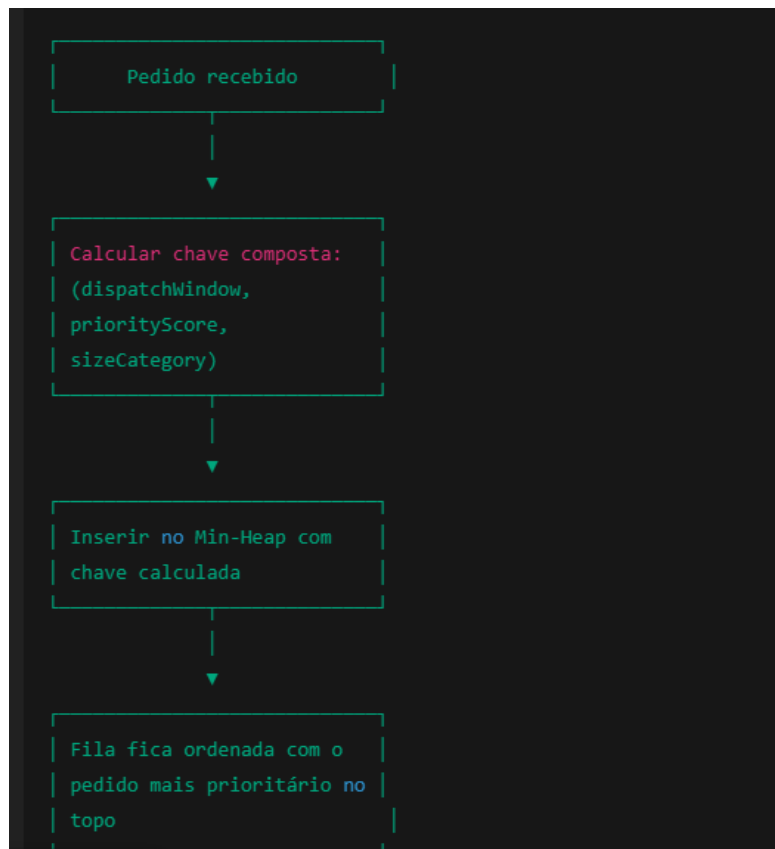 Pedido recebido
Calcular chave composta:
(dispatchWindow,
priorityScore,
sizeCategory)
Inserir no Min-Heap com
chave calculada
Fila fica ordenada com o
pedido mais prioritário no
topo